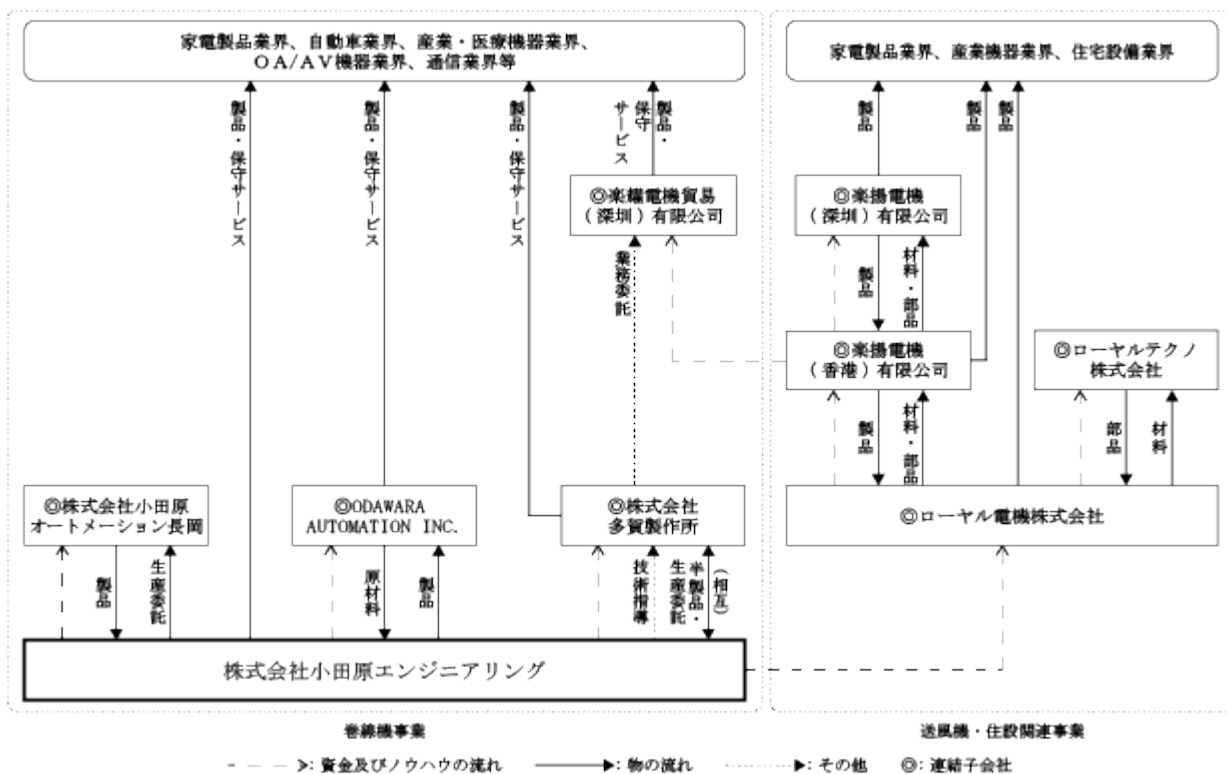 家電製品業界、自動車業界、産業・医療機器業界、
ＯＡ/ＡＶ機器業界、通信業界等
家電製品業界、産業機器業界、住宅設備業界
製品・保守サービス
製品・保守サービス
製品・保守サービス
製品・
保守
サービス
製品
製品
製品
◎楽耀電機貿易
（深圳）有限公司
◎楽揚電機
（深圳）有限公司
業務委託
製品
材料・部品
◎楽揚電機
（香港）有限公司
◎ローヤルテクノ
株式会社
製品
材料・部品
部品
材料
◎株式会社小田原
オートメーション長岡
◎ODAWARA
AUTOMATION INC.
◎株式会社
多賀製作所
◎ローヤル電機株式会社
製品
生産委託
原材料
製品
技術指導
（相互）
半製品・
生産委託
株式会社小田原エンジニアリング
巻線機事業
送風機・住設関連事業
：資金及びノウハウの流れ ：物の流れ ：その他 ◎：連結子会社